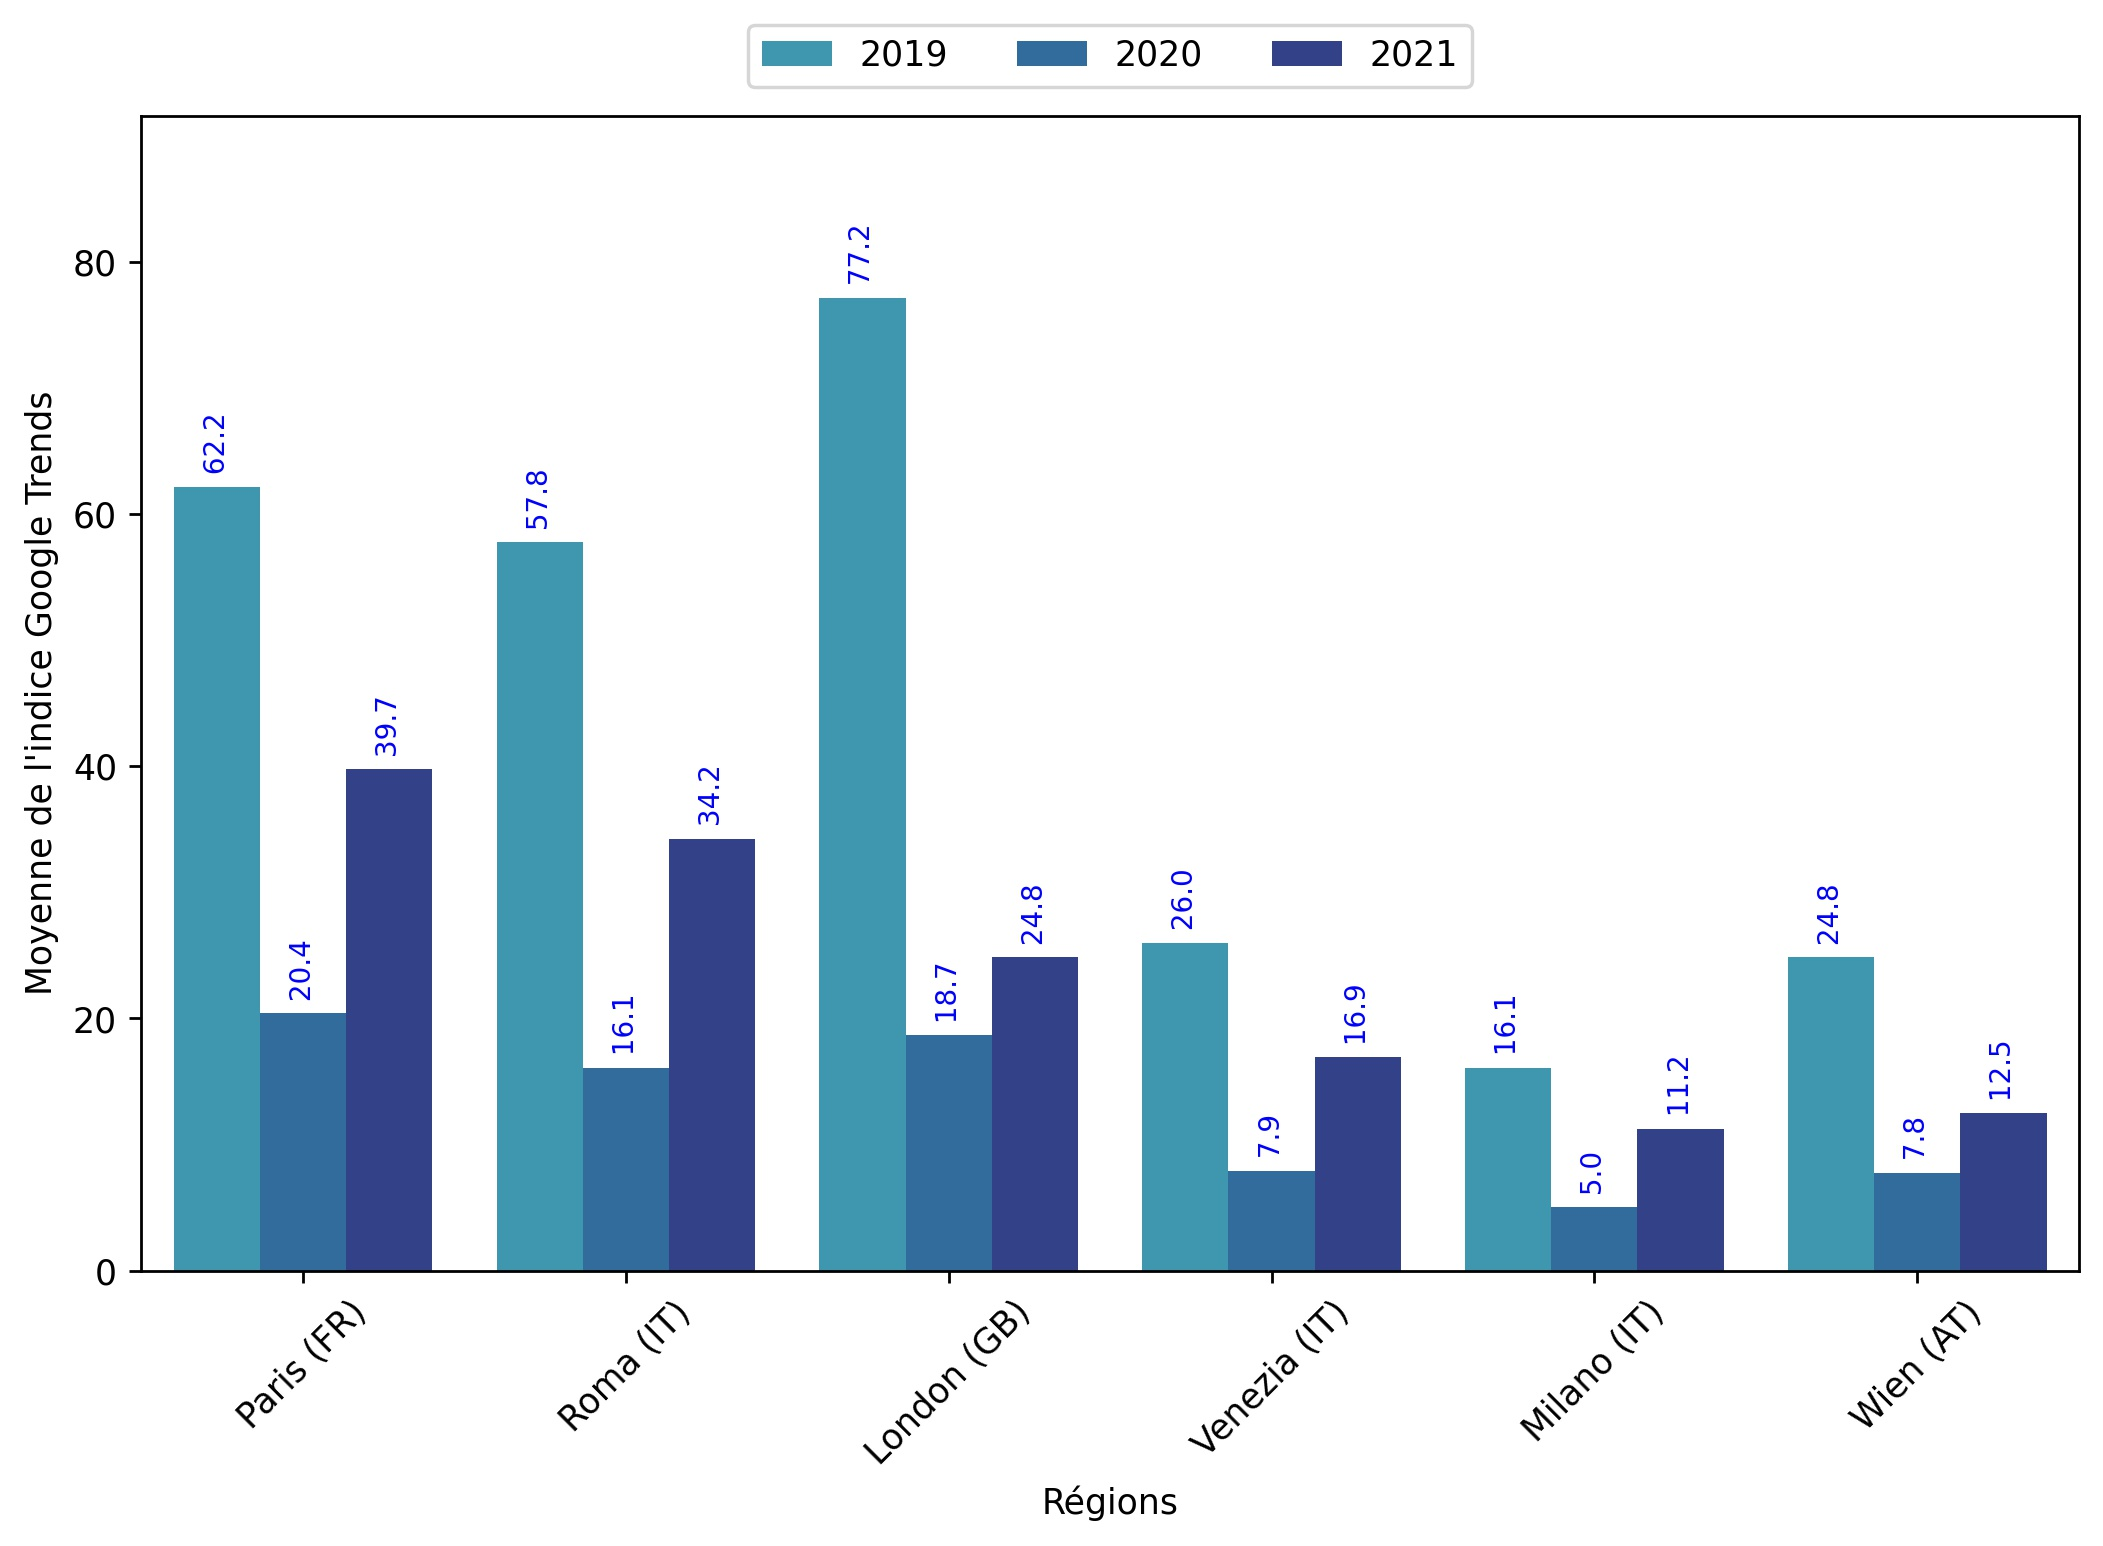 2019 2020 2021
Moyenne de l'indice Google Trends
80
60
40
20
0
62.2 20.4 39.7
57.8 16.1 34.2
77.2 18.7 24.8
26.0 7.9 16.9
16.1 5.0 11.2
24.8 7.8 12.5
Paris (FR) Roma (IT) London (GB) Venezia (IT) Milano (IT) Wien (AT)
Régions